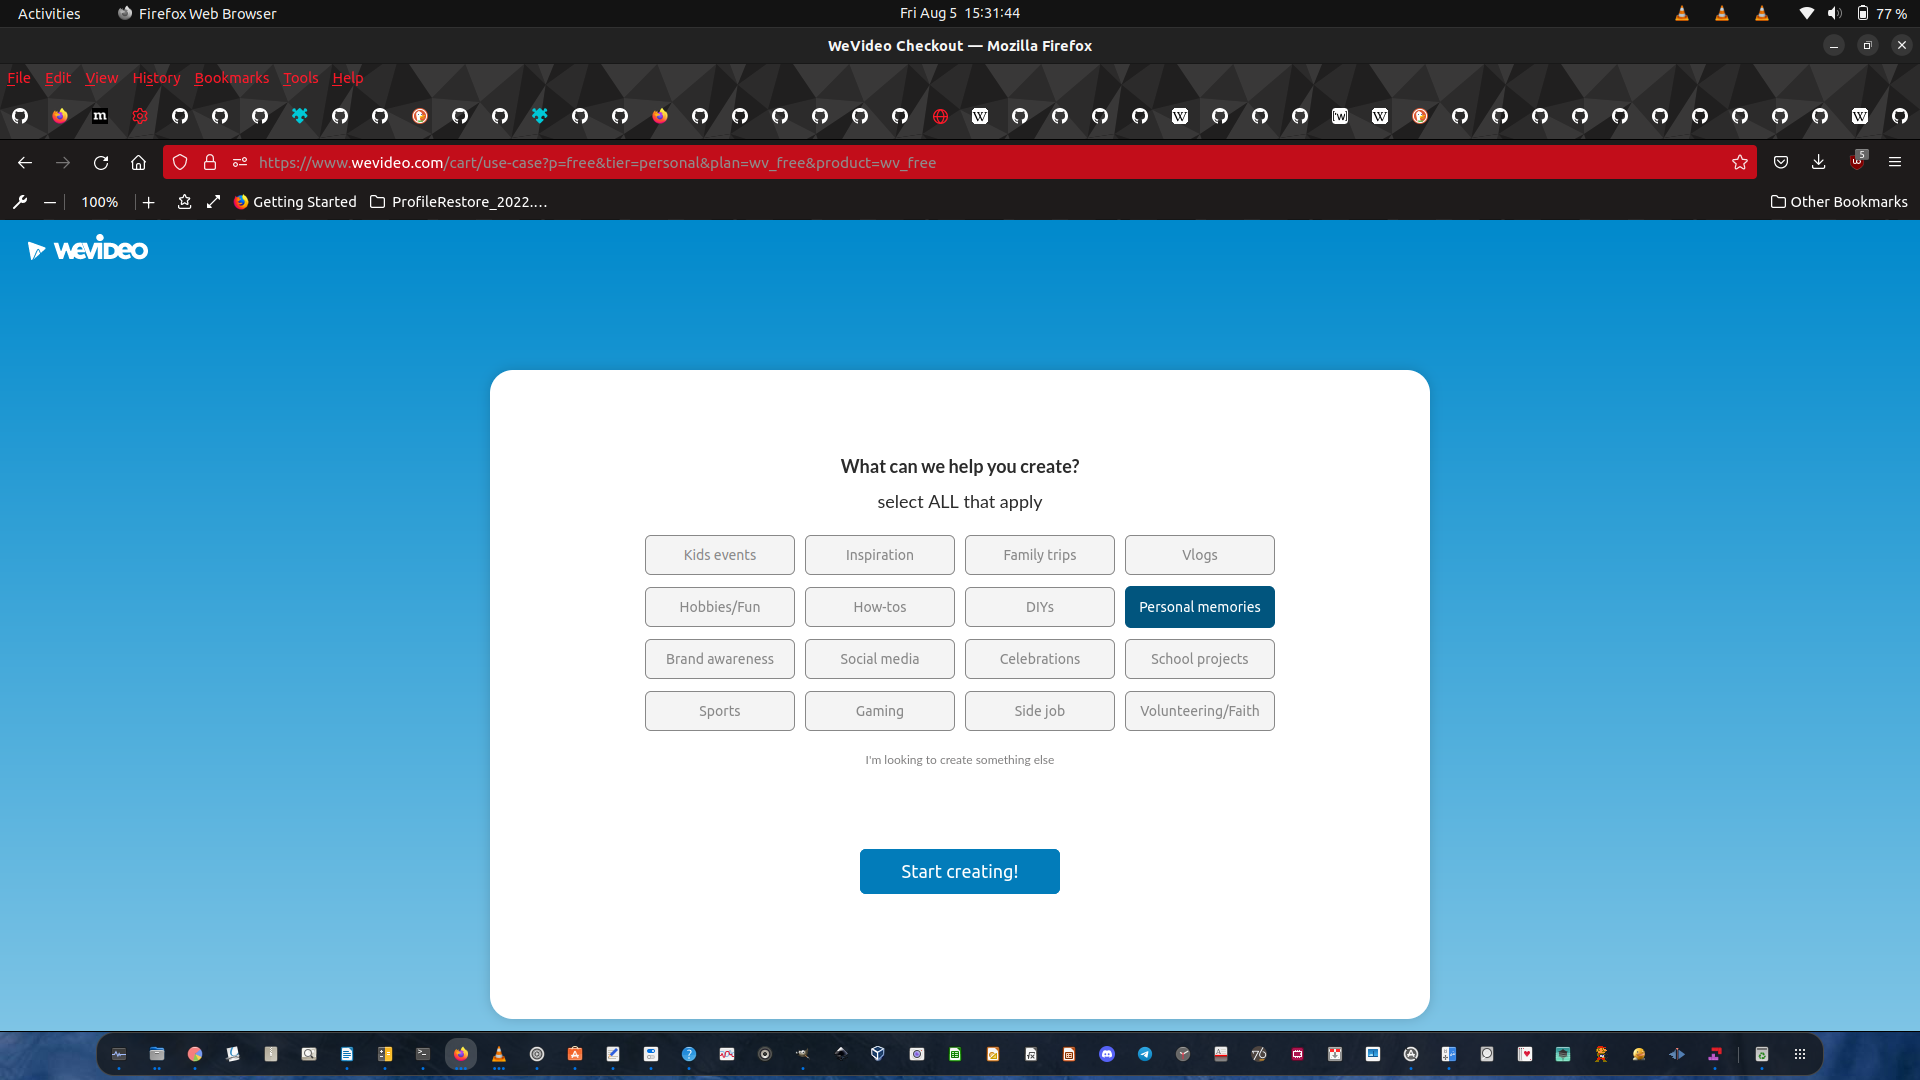 Activities Firefox Web Browser Fri Aug 5 15:31:44 77 %
WeVideo Checkout — Mozilla Firefox
File Edit View History Bookmarks Tools Help
https://www.wevideo.com/cart/use-case?p=free&tier=personal&plan=wv_free&product=wv_free 5
100% Getting Started ProfileRestore_2022.... Other Bookmarks
WEVIDEO
What can we help you create?
select ALL that apply
Kids events Inspiration Family trips Vlogs
Hobbies/Fun How-tos DIYs Personal memories
Brand awareness Social media Celebrations School projects
Sports Gaming Side job Volunteering/Faith
I'm looking to create something else
Start creating!